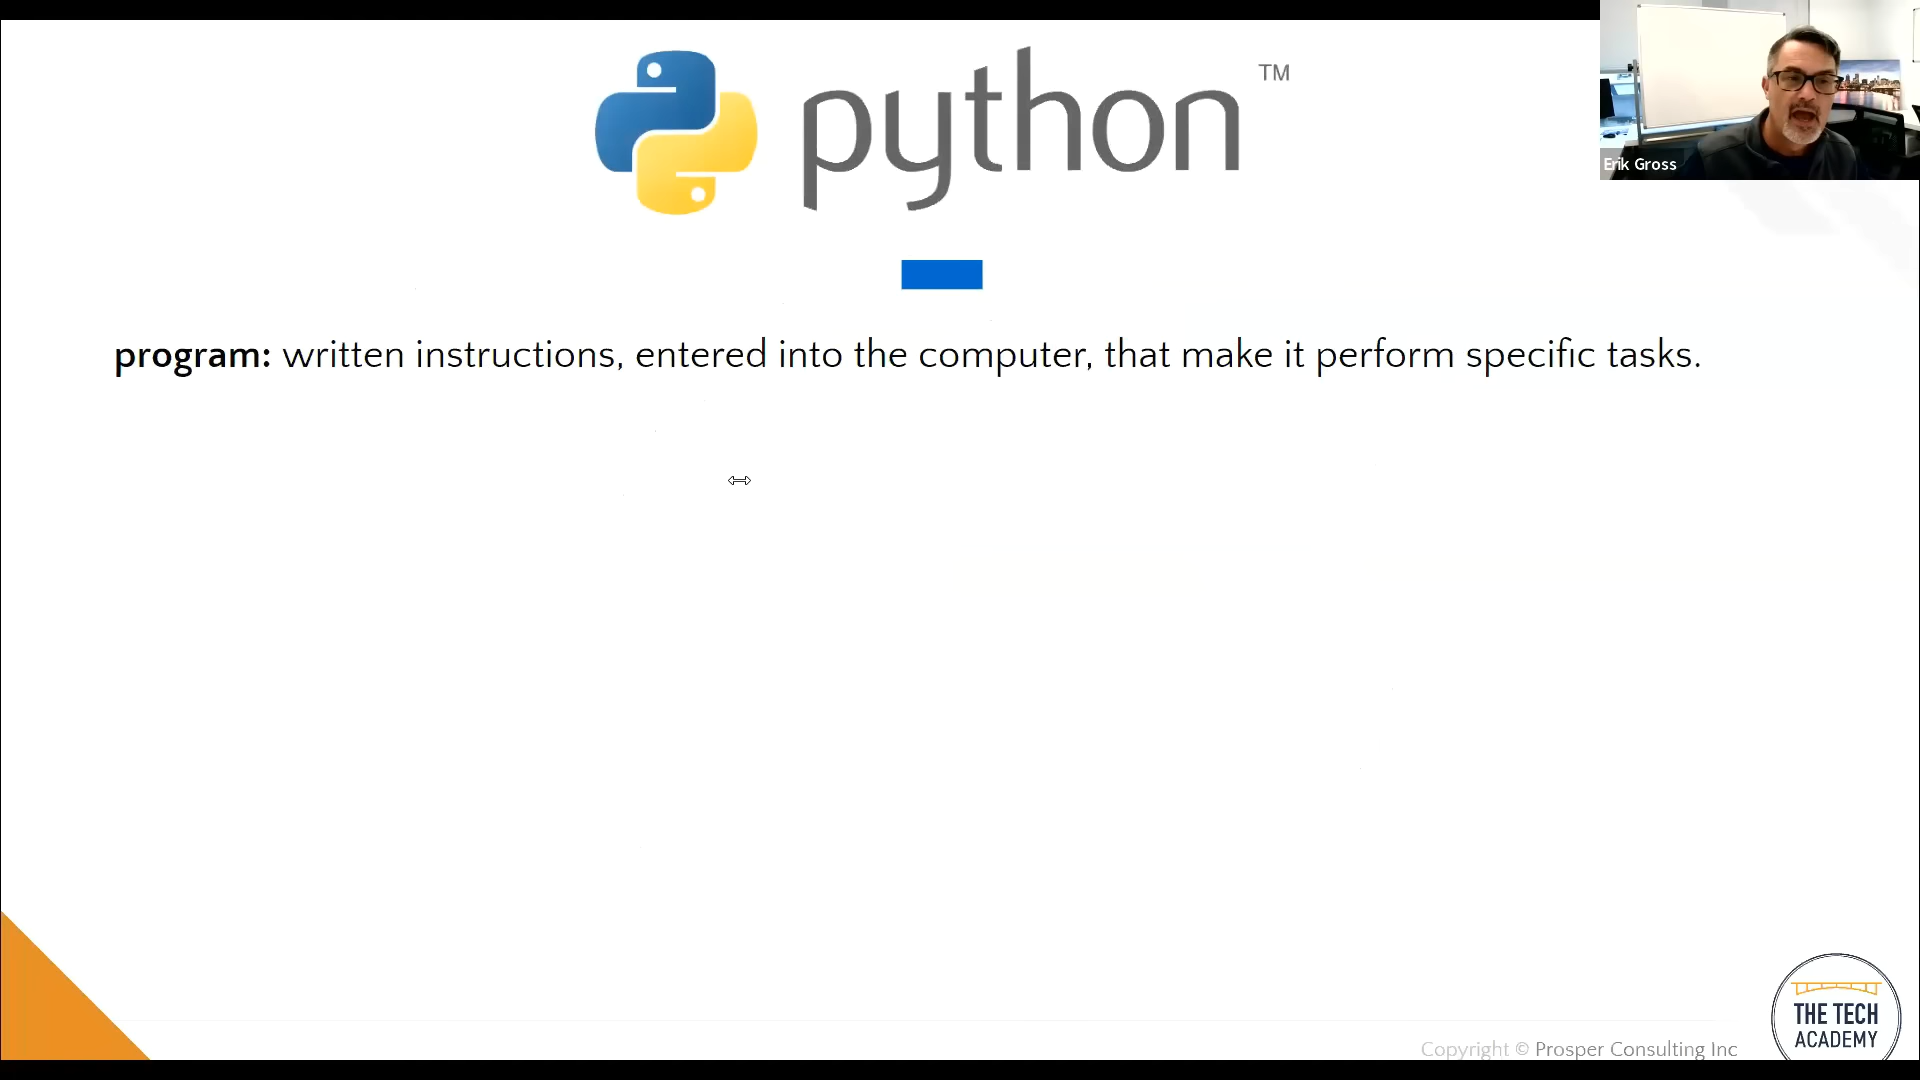 python
TM
Erik Gross
program: written instructions, entered into the computer, that make it perform specific tasks.
Copyright © Prosper Consulting Inc
THE TECH
ACADEMY